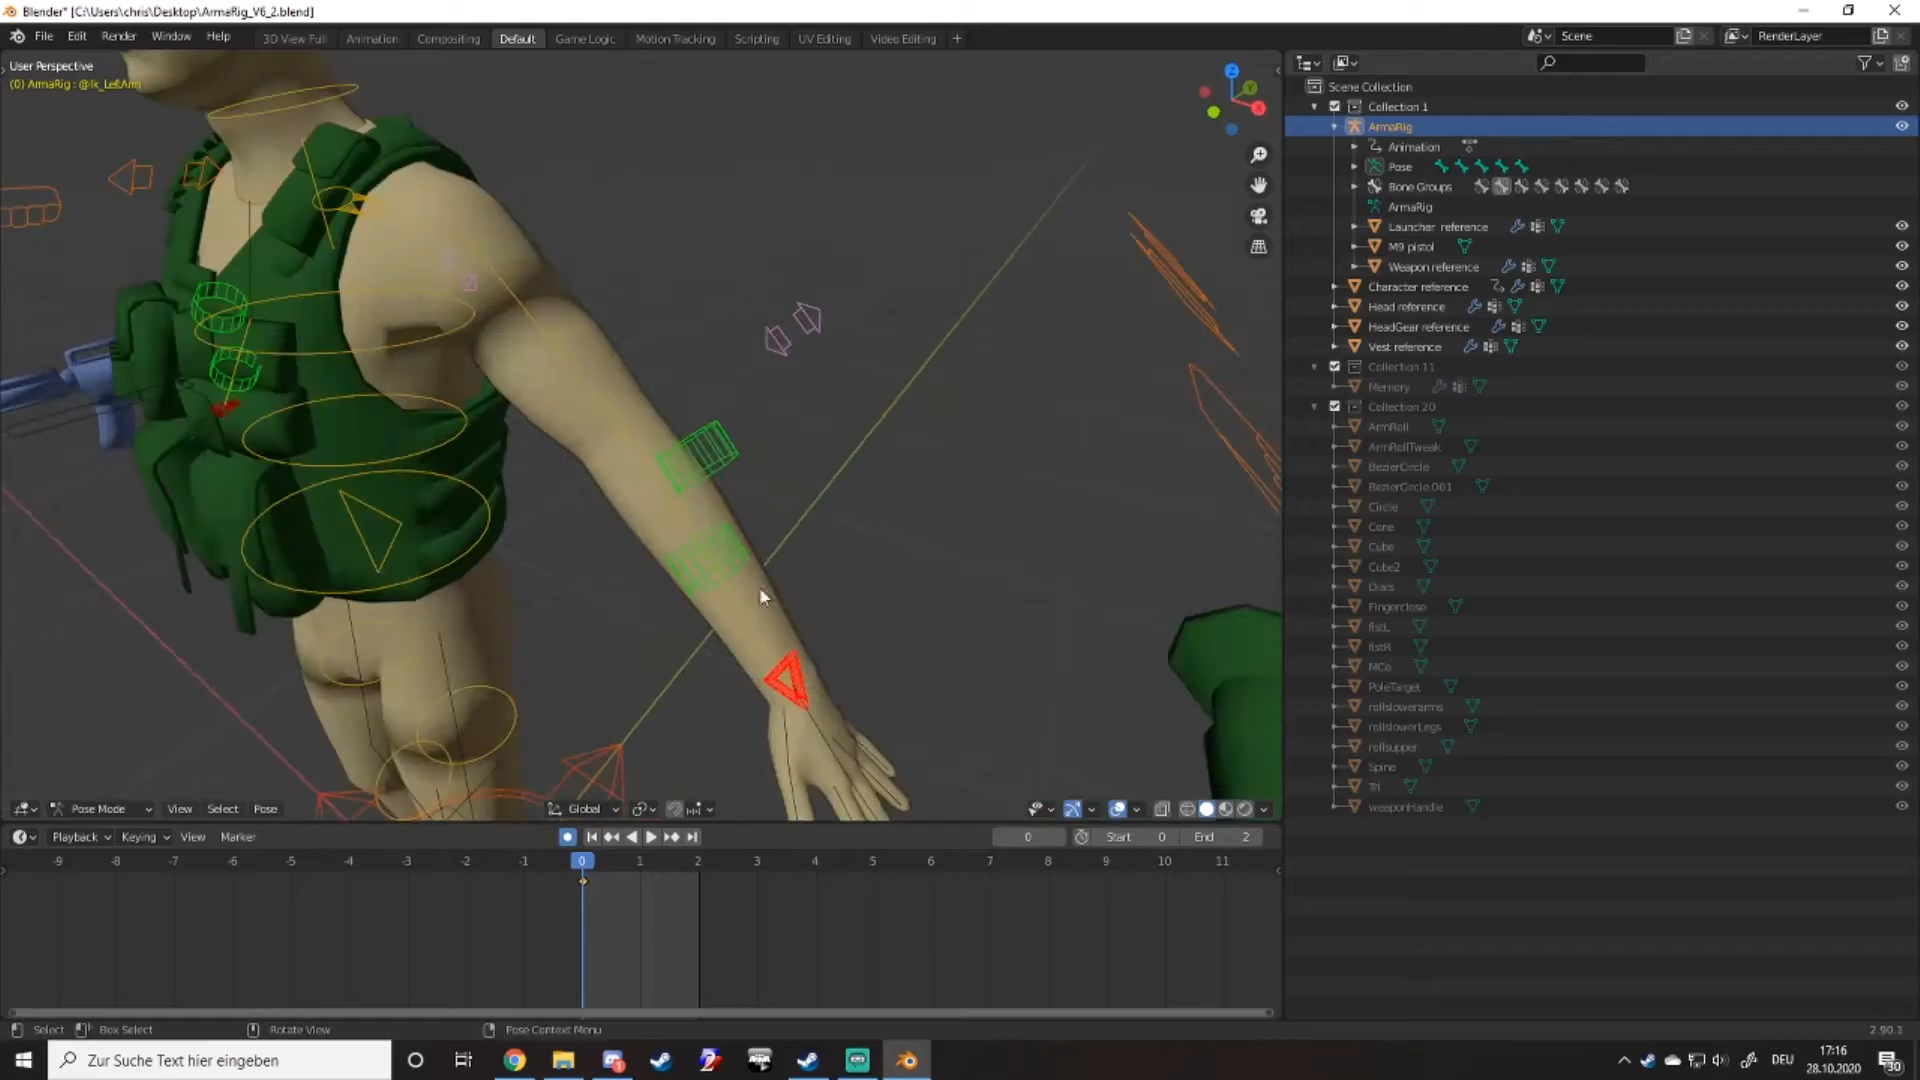 Blender* [C:\Users\chris\Desktop\ArmaRig_V6_2.blend]
File Edit Render Window Help 3D View Full Animation Compositing Default Game Logic Motion Tracking Scripting UV Editing Video Editing + Scene RenderLayer
User Perspective
(0) ArmaRig : @Ik_LeftArm
Scene Collection
Collection 1
ArmaRig
Animation
Pose
Bone Groups
ArmaRig
Launcher reference
M9 pistol
Weapon reference
Character reference
Head reference
HeadGear reference
Vest reference
Collection 11
Memory
Collection 20
ArmRoll
ArmRollTweak
BezierCircle
BezierCircle.001
Circle
Cone
Cube
Cube2
Dials
Fingerclose
fistL
fistR
MCo
PoleTarget
rollslowerarms
rollslowerLegs
rollsupper
Spine
Tri
weaponHandle
Pose Mode View Select Pose Global
Playback Keying View Marker 0 Start 0 End 2
-9 -8 -7 -6 -5 -4 -3 -2 -1 0 1 2 3 4 5 6 7 8 9 10 11
Select Box Select Rotate View Pose Context Menu 2.90.1
Zur Suche Text hier eingeben DEU 17:16
28.10.2020 30